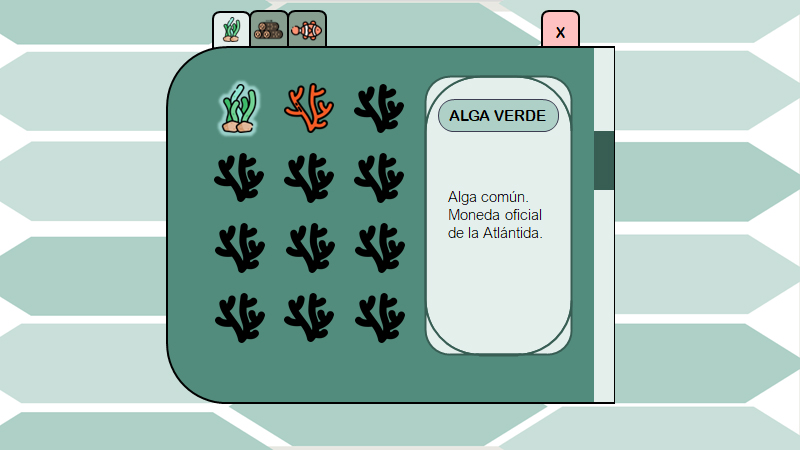 X
ALGA VERDE
Alga común.
Moneda oficial
de la Atlántida.